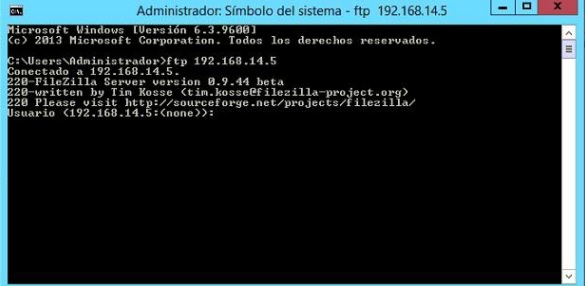 Administrador: Símbolo del sistema - ftp 192.168.14.5
Microsoft Windows [Versión 6.3.9600]
(c) 2013 Microsoft Corporation. Todos los derechos reservados.
C:\Users\Administrador>ftp 192.168.14.5
Conectado a 192.168.14.5.
220-FileZilla Server version 0.9.44 beta
220-written by Tim Kosse (tim.kosse@filezilla-project.org)
220 Please visit http://sourceforge.net/projects/filezilla/
Usuario (192.168.14.5:(none)):